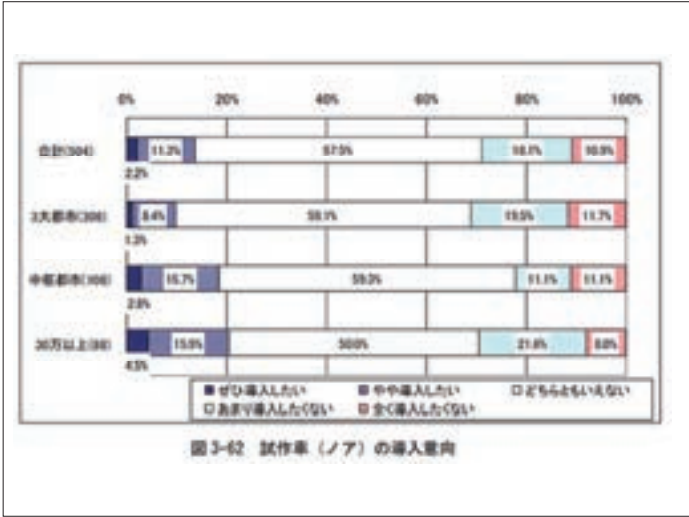 0% 20% 40% 60% 80% 100%
合計(504) 11.3% 57.5% 18.1% 10.9%
2.2%
3大都市(308) 8.4% 59.1% 19.5% 11.7%
1.3%
中核都市(108) 15.7% 59.3% 11.1% 11.1%
2.8%
30万以上(88) 15.9% 50.0% 21.6% 8.0%
4.5%
■ぜひ導入したい ■やや導入したい □どちらともいえない
□あまり導入したくない ■全く導入したくない
図3-62 試作車（ノア）の導入意向